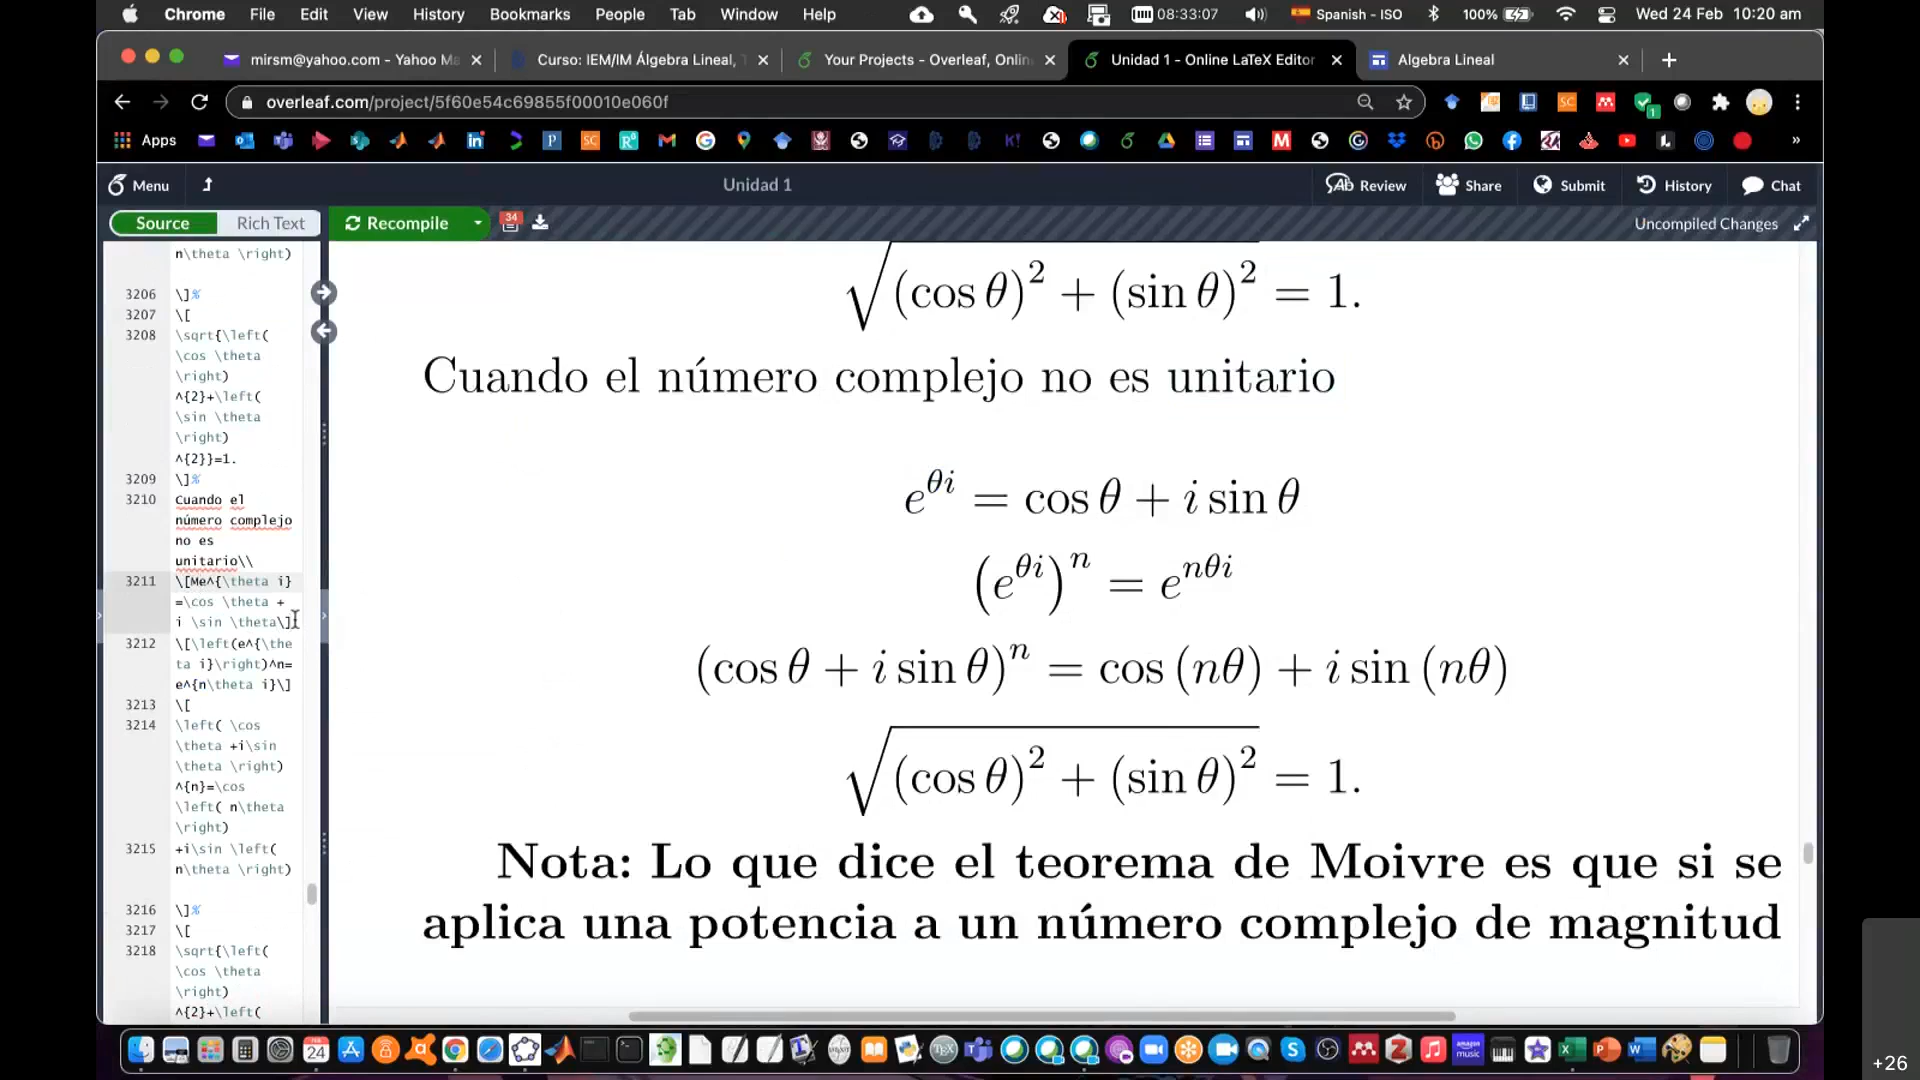 Chrome File Edit View History Bookmarks People Tab Window Help 08:33:07 Spanish - ISO 100% Wed 24 Feb 10:20 am
mirsm@yahoo.com - Yahoo Ma Curso: IEM/IM Álgebra Lineal, T Your Projects - Overleaf, Onlin Unidad 1 - Online LaTeX Editor Algebra Lineal
overleaf.com/project/5f60e54c69855f00010e060f
Apps
Menu Unidad 1 Review Share Submit History Chat
Source Rich Text Recompile 34 Uncompiled Changes
n\theta \right)
3206 \]%
3207 \[
3208 \sqrt{\left(
\cos \theta
\right)
^{2}+\left(
\sin \theta
\right)
^{2}}=1.
3209 \]%
3210 Cuando el
número complejo
no es
unitario\\
3211 \[Me^{\theta i}
=\cos \theta +
i \sin \theta\]
3212 \[\left(e^{\the
ta i}\right)^n=
e^{n\theta i}\]
3213 \[
3214 \left( \cos
\theta +i\sin
\theta \right)
^{n}=\cos
\left( n\theta
\right)
3215 +i\sin \left(
n\theta \right)
3216 \]%
3217 \[
3218 \sqrt{\left(
\cos \theta
\right)
^{2}+\left(
√(cos θ)² + (sin θ)² = 1.
Cuando el número complejo no es unitario
e^{θi} = cos θ + i sin θ
(e^{θi})^n = e^{nθi}
(cos θ + i sin θ)^n = cos (nθ) + i sin (nθ)
√(cos θ)² + (sin θ)² = 1.
Nota: Lo que dice el teorema de Moivre es que si se
aplica una potencia a un número complejo de magnitud
+26